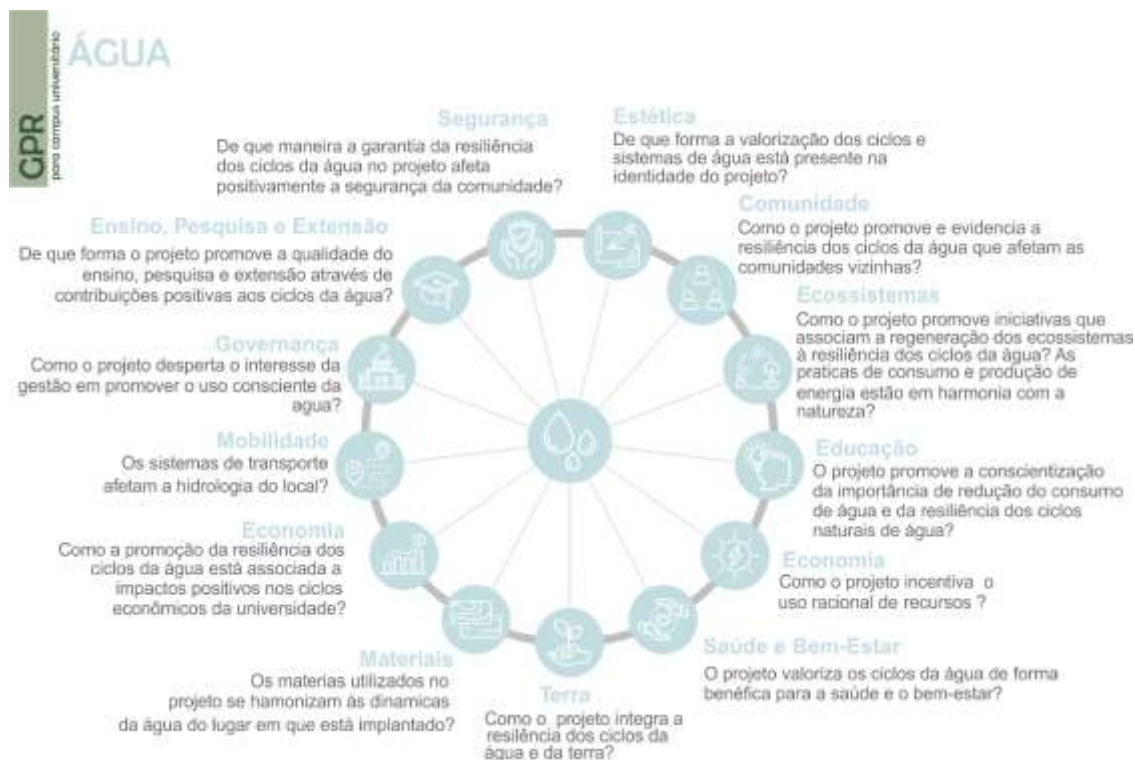 GPR
para campus universitário
ÁGUA
Segurança
De que maneira a garantia da resiliência
dos ciclos da água no projeto afeta
positivamente a segurança da comunidade?
Estética
De que forma a valorização dos ciclos e
sistemas de água está presente na
identidade do projeto?
Comunidade
Como o projeto promove e evidencia a
resiliência dos ciclos da água que afetam as
comunidades vizinhas?
Ecossistemas
Como o projeto promove iniciativas que
associam a regeneração dos ecossistemas
à resiliência dos ciclos da água? As
praticas de consumo e produção de
energia estão em harmonia com a
natureza?
Educação
O projeto promove a conscientização
da importância de redução do consumo
de água e da resiliência dos ciclos
naturais de água?
Economia
Como o projeto incentiva o
uso racional de recursos ?
Saúde e Bem-Estar
O projeto valoriza os ciclos da água de forma
benéfica para a saúde e o bem-estar?
Terra
Como o projeto integra a
resiliência dos ciclos da
água e da terra?
Materiais
Os materias utilizados no
projeto se hamonizam às dinamicas
da água do lugar em que está implantado?
Economia
Como a promoção da resiliência dos
ciclos da água está associada a
impactos positivos nos ciclos
econômicos da universidade?
Mobilidade
Os sistemas de transporte
afetam a hidrologia do local?
Governança
Como o projeto desperta o interesse da
gestão em promover o uso consciente da
agua?
Ensino, Pesquisa e Extensão
De que forma o projeto promove a qualidade do
ensino, pesquisa e extensão através de
contribuições positivas aos ciclos da água?